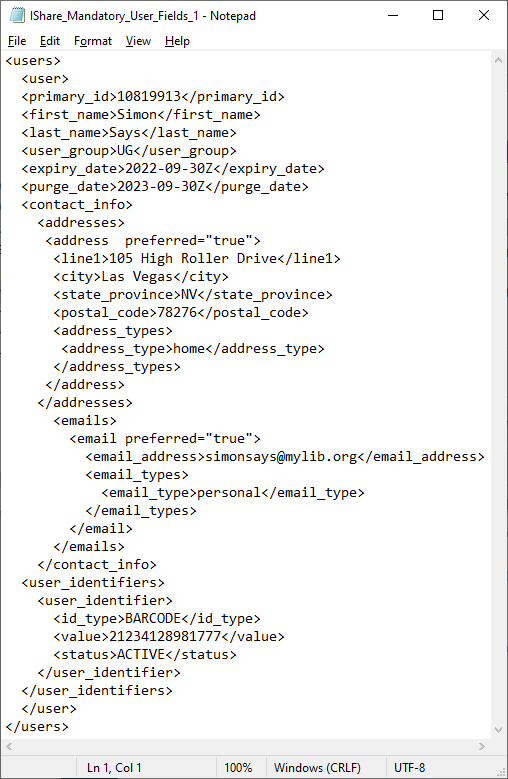 IShare_Mandatory_User_Fields_1 - Notepad
File Edit Format View Help
<users>
  <user>
  <primary_id>10819913</primary_id>
  <first_name>Simon</first_name>
  <last_name>Says</last_name>
  <user_group>UG</user_group>
  <expiry_date>2022-09-30Z</expiry_date>
  <purge_date>2023-09-30Z</purge_date>
  <contact_info>
    <addresses>
     <address  preferred="true">
      <line1>105 High Roller Drive</line1>
      <city>Las Vegas</city>
      <state_province>NV</state_province>
      <postal_code>78276</postal_code>
      <address_types>
       <address_type>home</address_type>
      </address_types>
     </address>
    </addresses>
      <emails>
        <email preferred="true">
          <email_address>simonsays@mylib.org</email_address>
          <email_types>
            <email_type>personal</email_type>
          </email_types>
        </email>
      </emails>
    </contact_info>
  <user_identifiers>
    <user_identifier>
      <id_type>BARCODE</id_type>
      <value>21234128981777</value>
      <status>ACTIVE</status>
    </user_identifier>
  </user_identifiers>
  </user>
</users>
Ln 1, Col 1 100% Windows (CRLF) UTF-8